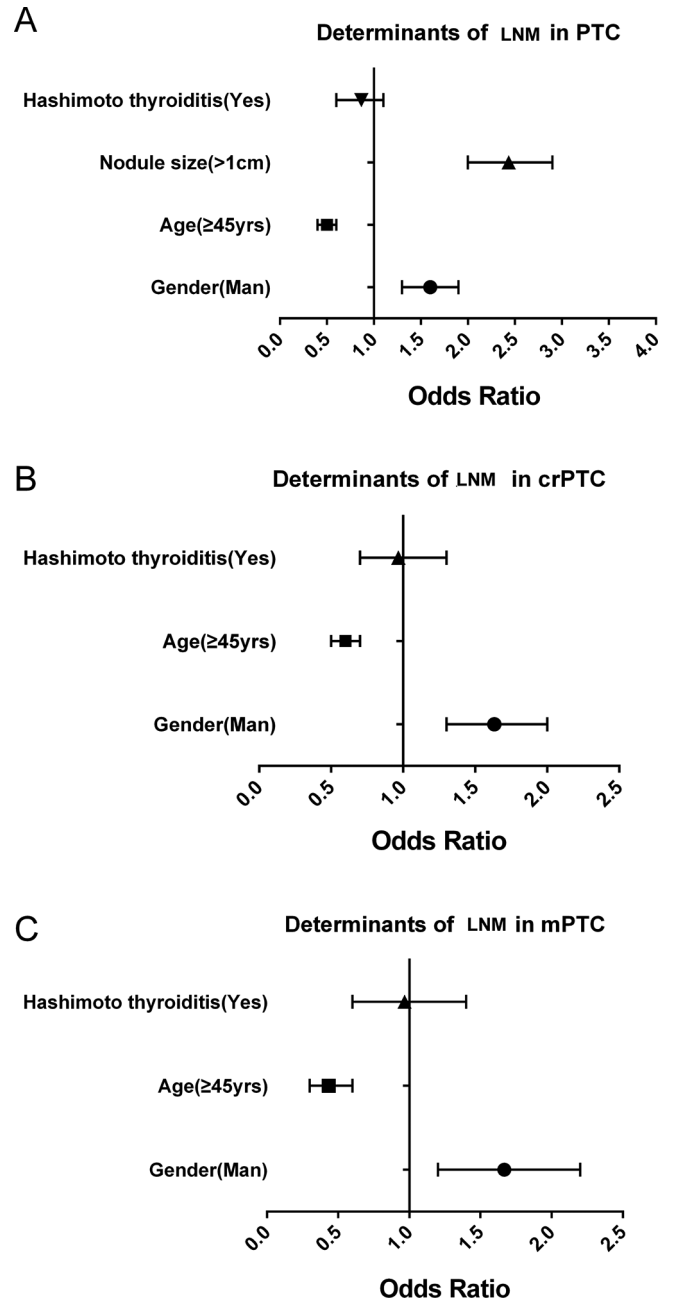 A
Determinants of LNM in PTC
Hashimoto thyroiditis(Yes)
Nodule size(>1cm)
Age(≥45yrs)
Gender(Man)
0.0 0.5 1.0 1.5 2.0 2.5 3.0 3.5 4.0
Odds Ratio
B
Determinants of LNM in crPTC
Hashimoto thyroiditis(Yes)
Age(≥45yrs)
Gender(Man)
0.0 0.5 1.0 1.5 2.0 2.5
Odds Ratio
C
Determinants of LNM in mPTC
Hashimoto thyroiditis(Yes)
Age(≥45yrs)
Gender(Man)
0.0 0.5 1.0 1.5 2.0 2.5
Odds Ratio